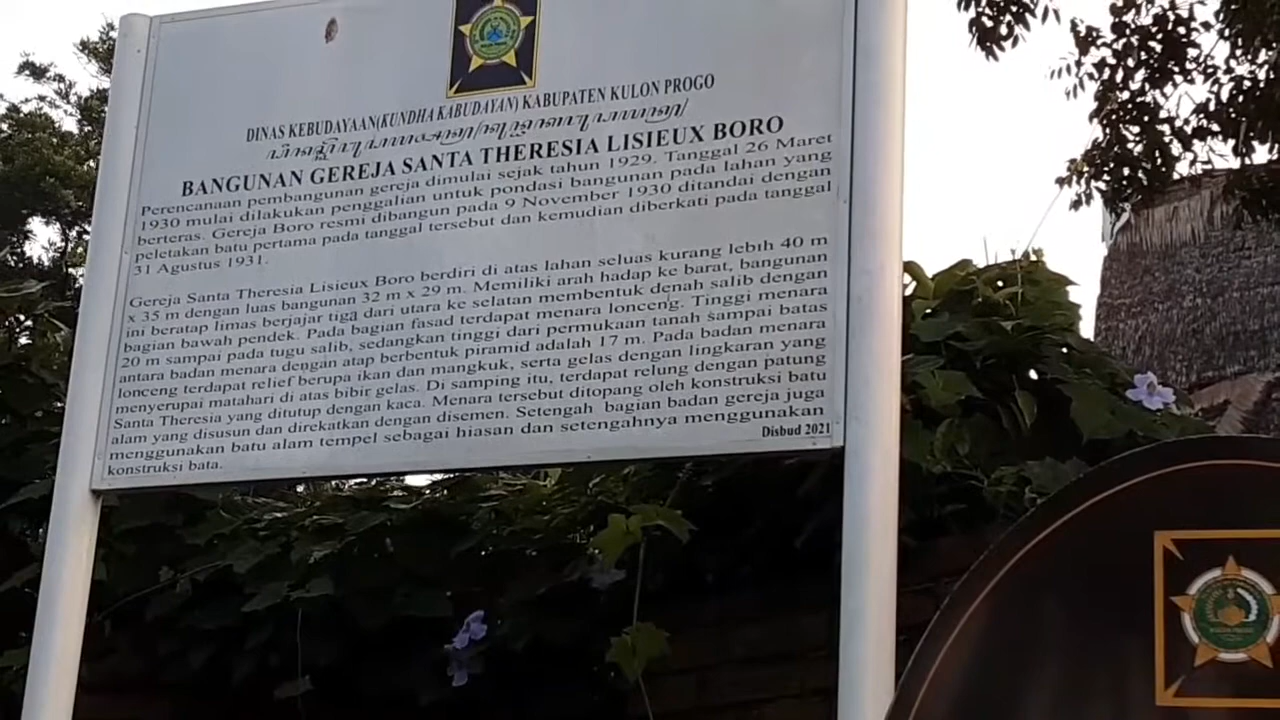 DINAS KEBUDAYAAN(KUNDHA KABUDAYAN) KABUPATEN KULON PROGO
BANGUNAN GEREJA SANTA THERESIA LISIEUX BORO
Perencanaan pembangunan gereja dimulai sejak tahun 1929. Tanggal 26 Maret
1930 mulai dilakukan penggalian untuk pondasi bangunan pada lahan yang
berteras. Gereja Boro resmi dibangun pada 9 November 1930 ditandai dengan
peletakan batu pertama pada tanggal tersebut dan kemudian diberkati pada tanggal
31 Agustus 1931.
Gereja Santa Theresia Lisieux Boro berdiri di atas lahan seluas kurang lebih 40 m
x 35 m dengan luas bangunan 32 m x 29 m. Memiliki arah hadap ke barat, bangunan
ini beratap limas berjajar tiga dari utara ke selatan membentuk denah salib dengan
bagian bawah pendek. Pada bagian fasad terdapat menara lonceng. Tinggi menara
20 m sampai pada tugu salib, sedangkan tinggi dari permukaan tanah sampai batas
antara badan menara dengan atap berbentuk piramid adalah 17 m. Pada badan menara
lonceng terdapat relief berupa ikan dan mangkuk, serta gelas dengan lingkaran yang
menyerupai matahari di atas bibir gelas. Di samping itu, terdapat relung dengan patung
Santa Theresia yang ditutup dengan kaca. Menara tersebut ditopang oleh konstruksi batu
alam yang disusun dan direkatkan dengan disemen. Setengah bagian badan gereja juga
menggunakan batu alam tempel sebagai hiasan dan setengahnya menggunakan
konstruksi bata.
Disbud 2021